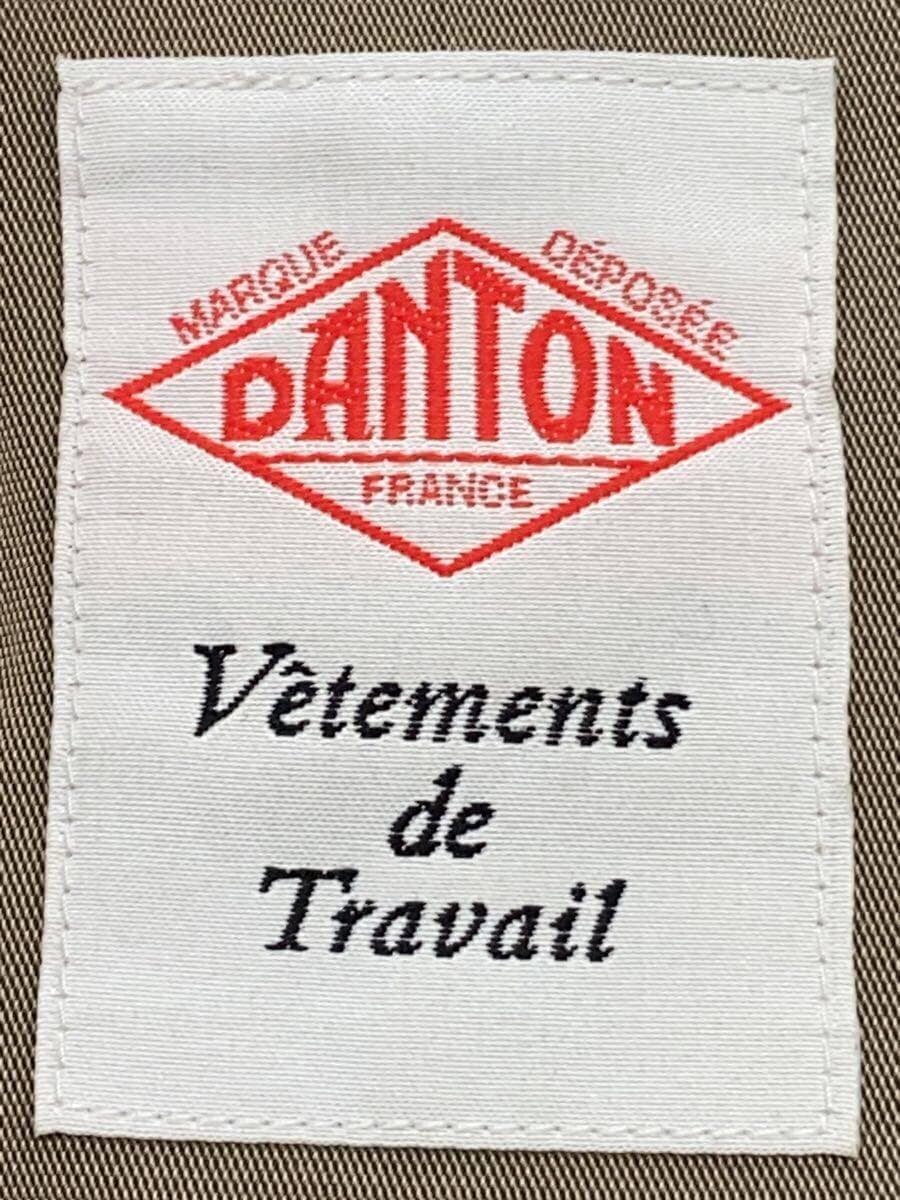 MARQUE DÉPOSÉE
DANTON
FRANCE
Vêtements
de
Travail